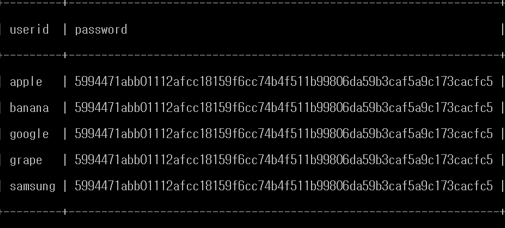 userid | password
apple | 5994471abb01112afcc18159f6cc74b4f511b99806da59b3caf5a9c173cacfc5
banana | 5994471abb01112afcc18159f6cc74b4f511b99806da59b3caf5a9c173cacfc5
google | 5994471abb01112afcc18159f6cc74b4f511b99806da59b3caf5a9c173cacfc5
grape | 5994471abb01112afcc18159f6cc74b4f511b99806da59b3caf5a9c173cacfc5
samsung | 5994471abb01112afcc18159f6cc74b4f511b99806da59b3caf5a9c173cacfc5